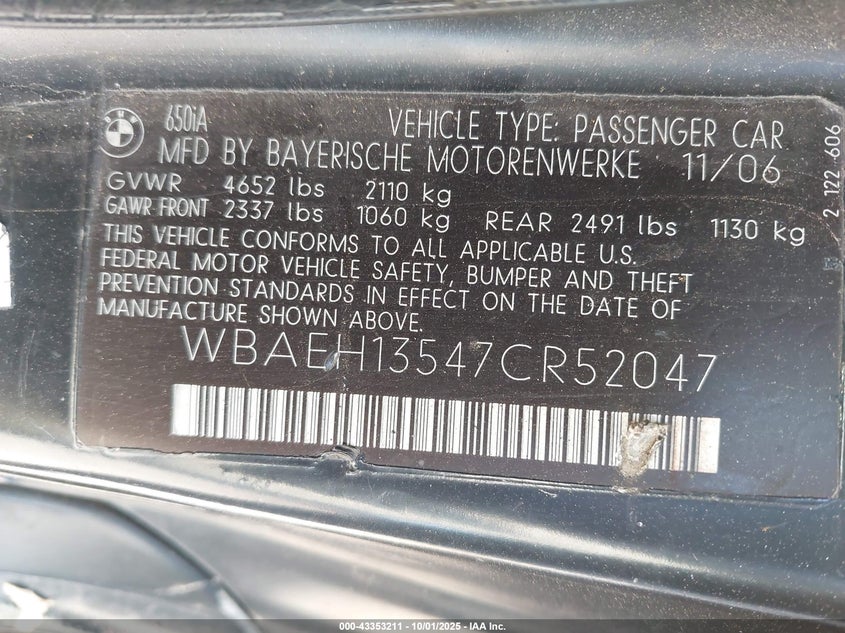 BMW
650iA
VEHICLE TYPE: PASSENGER CAR
MFD BY BAYERISCHE MOTORENWERKE 11/06
GVWR 4652 lbs 2110 kg
GAWR FRONT 2337 lbs 1060 kg REAR 2491 lbs 1130 kg
THIS VEHICLE CONFORMS TO ALL APPLICABLE U.S.
FEDERAL MOTOR VEHICLE SAFETY, BUMPER AND THEFT
PREVENTION STANDARDS IN EFFECT ON THE DATE OF
MANUFACTURE SHOWN ABOVE.
WBAEH13547CR52047
2 122 606
000-43353211 - 10/01/2025 - IAA Inc.